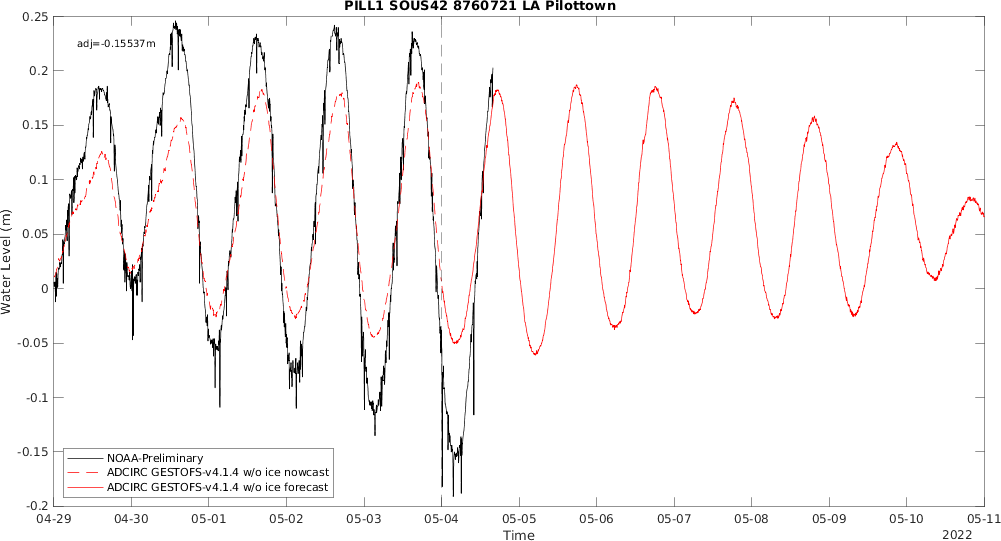 PILL1 SOUS42 8760721 LA Pilottown
0.25
adj=-0.15537m
0.2
0.15
0.1
0.05
0
-0.05
-0.1
-0.15
-0.2
Water Level (m)
NOAA-Preliminary
ADCIRC GESTOFS-v4.1.4 w/o ice nowcast
ADCIRC GESTOFS-v4.1.4 w/o ice forecast
04-29 04-30 05-01 05-02 05-03 05-04 05-05 05-06 05-07 05-08 05-09 05-10 05-11
Time
2022